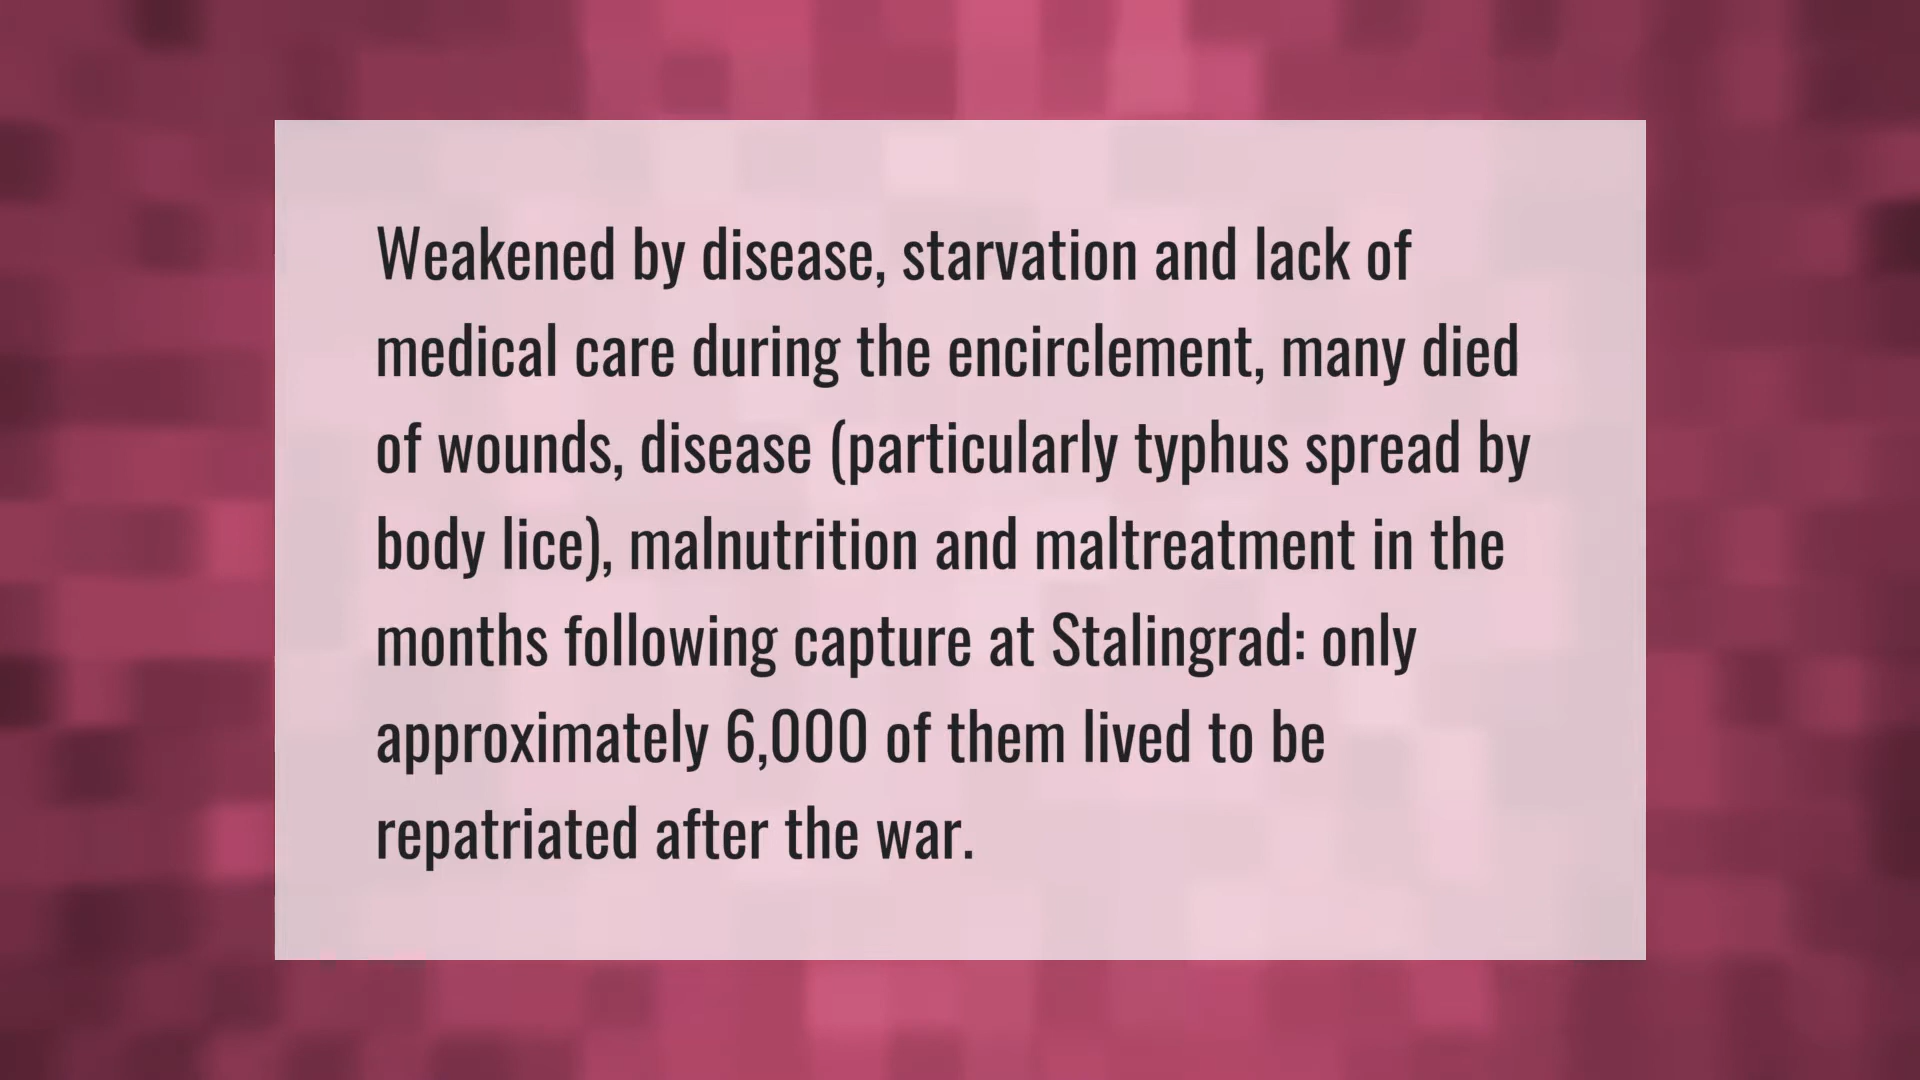 Weakened by disease, starvation and lack of
medical care during the encirclement, many died
of wounds, disease (particularly typhus spread by
body lice), malnutrition and maltreatment in the
months following capture at Stalingrad: only
approximately 6,000 of them lived to be
repatriated after the war.